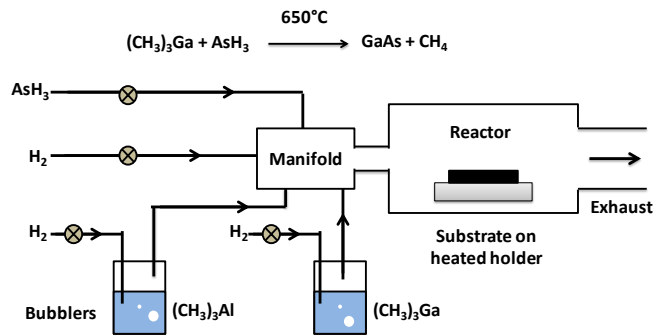 650°C
(CH₃)₃Ga + AsH₃ GaAs + CH₄
AsH₃
H₂
Manifold
Reactor
Exhaust
H₂
H₂
Substrate on
heated holder
Bubblers
(CH₃)₃Al
(CH₃)₃Ga